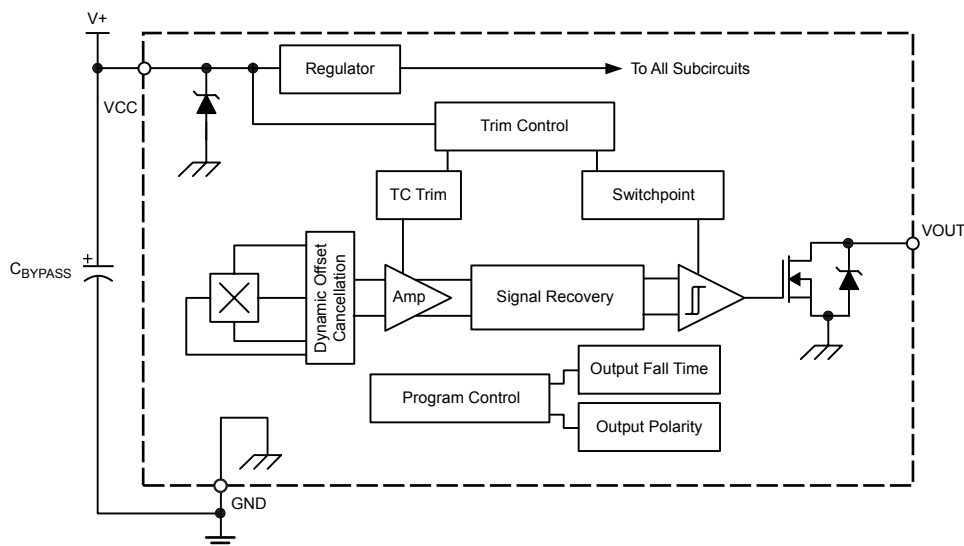 V+
Regulator
To All Subcircuits
VCC
Trim Control
TC Trim
Switchpoint
VOUT
Dynamic Offset
Cancellation
+
CBYPASS
Amp
Signal Recovery
Output Fall Time
Program Control
Output Polarity
GND